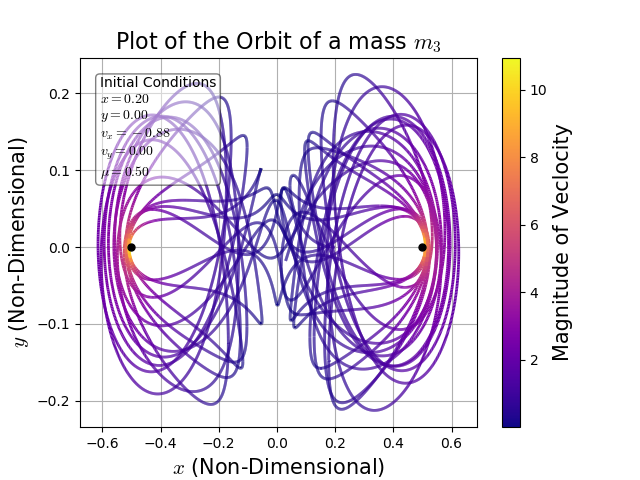 Plot of the Orbit of a mass m₃
Initial Conditions
x = 0.20
y = 0.00
vₓ = −0.88
v_y = 0.00
μ = 0.50
0.2
0.1
0.0
−0.1
−0.2
y (Non-Dimensional)
−0.6 −0.4 −0.2 0.0 0.2 0.4 0.6
x (Non-Dimensional)
10
8
6
4
2
Magnitude of Veclocity